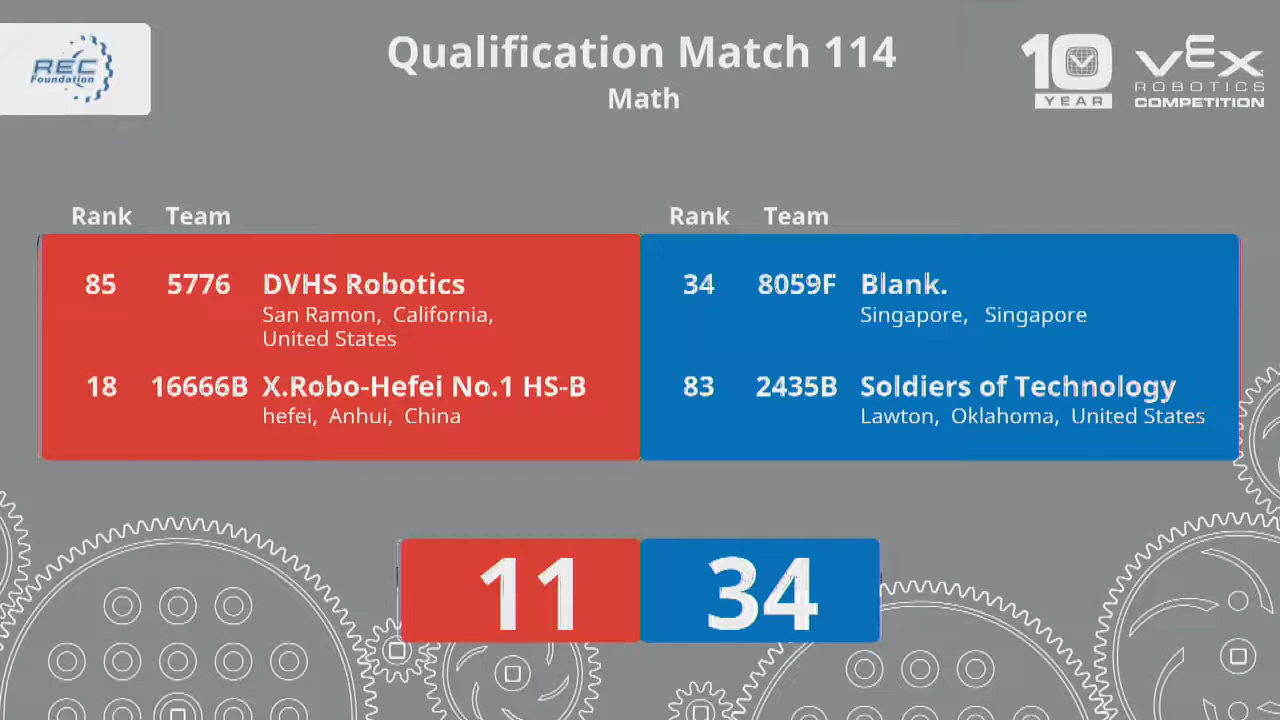 REC
Foundation
Qualification Match 114
Math
10
YEAR
VEX
ROBOTICS
COMPETITION
Rank Team
85 5776 DVHS Robotics
San Ramon, California,
United States
18 16666B X.Robo-Hefei No.1 HS-B
hefei, Anhui, China
Rank Team
34 8059F Blank.
Singapore, Singapore
83 2435B Soldiers of Technology
Lawton, Oklahoma, United States
11
34